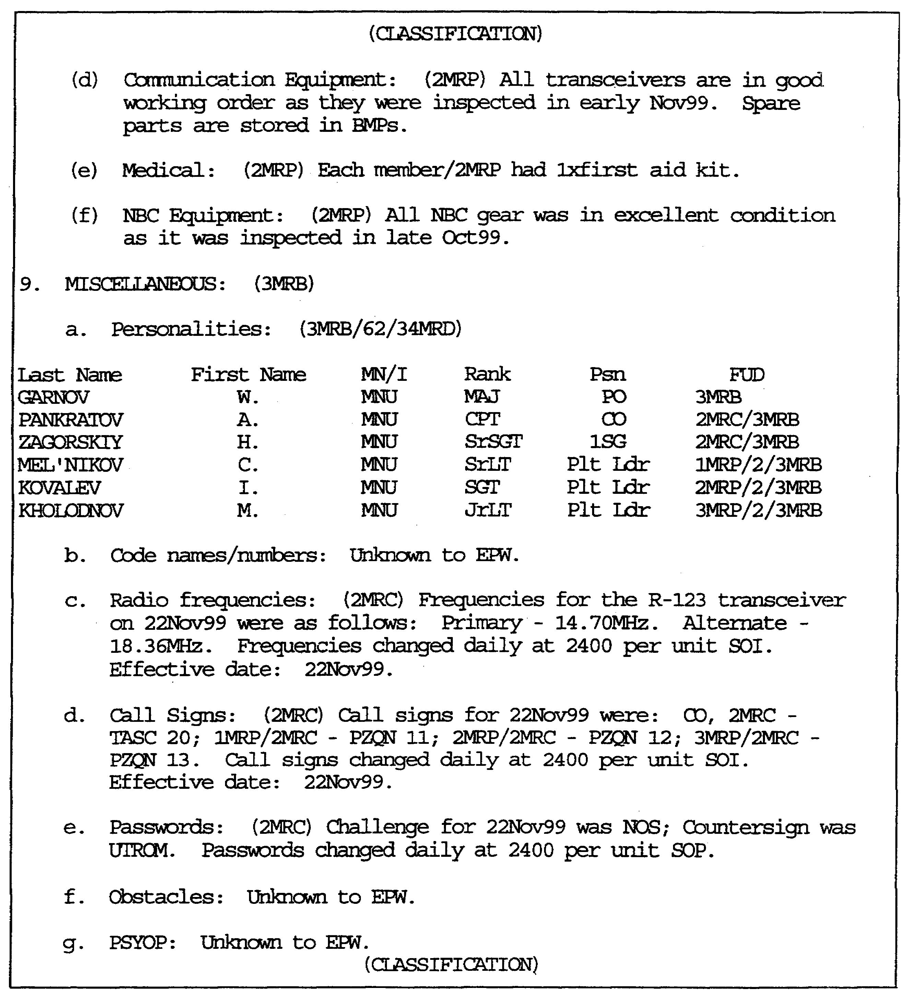 (CLASSIFICATION)
(d) Communication Equipment: (2MRP) All transceivers are in good
working order as they were inspected in early Nov99. Spare
parts are stored in BMPs.
(e) Medical: (2MRP) Each member/2MRP had 1xfirst aid kit.
(f) NBC Equipment: (2MRP) All NBC gear was in excellent condition
as it was inspected in late Oct99.
9. MISCELLANEOUS: (3MRB)
a. Personalities: (3MRB/62/34MRD)
Last Name First Name MN/I Rank Psn FUD
GARNOV W. MNU MAJ PO 3MRB
PANKRATOV A. MNU CPT CO 2MRC/3MRB
ZAGORSKIY H. MNU SrSGT 1SG 2MRC/3MRB
MEL'NIKOV C. MNU SrLT Plt Ldr 1MRP/2/3MRB
KOVALEV I. MNU SGT Plt Ldr 2MRP/2/3MRB
KHOLODNOV M. MNU JrLT Plt Ldr 3MRP/2/3MRB
b. Code names/numbers: Unknown to EPW.
c. Radio frequencies: (2MRC) Frequencies for the R-123 transceiver
on 22Nov99 were as follows: Primary - 14.70MHz. Alternate -
18.36MHz. Frequencies changed daily at 2400 per unit SOI.
Effective date: 22Nov99.
d. Call Signs: (2MRC) Call signs for 22Nov99 were: CO, 2MRC -
TASC 20; 1MRP/2MRC - PZQN 11; 2MRP/2MRC - PZQN 12; 3MRP/2MRC -
PZQN 13. Call signs changed daily at 2400 per unit SOI.
Effective date: 22Nov99.
e. Passwords: (2MRC) Challenge for 22Nov99 was NOS; Countersign was
UTROM. Passwords changed daily at 2400 per unit SOP.
f. Obstacles: Unknown to EPW.
g. PSYOP: Unknown to EPW.
(CLASSIFICATION)